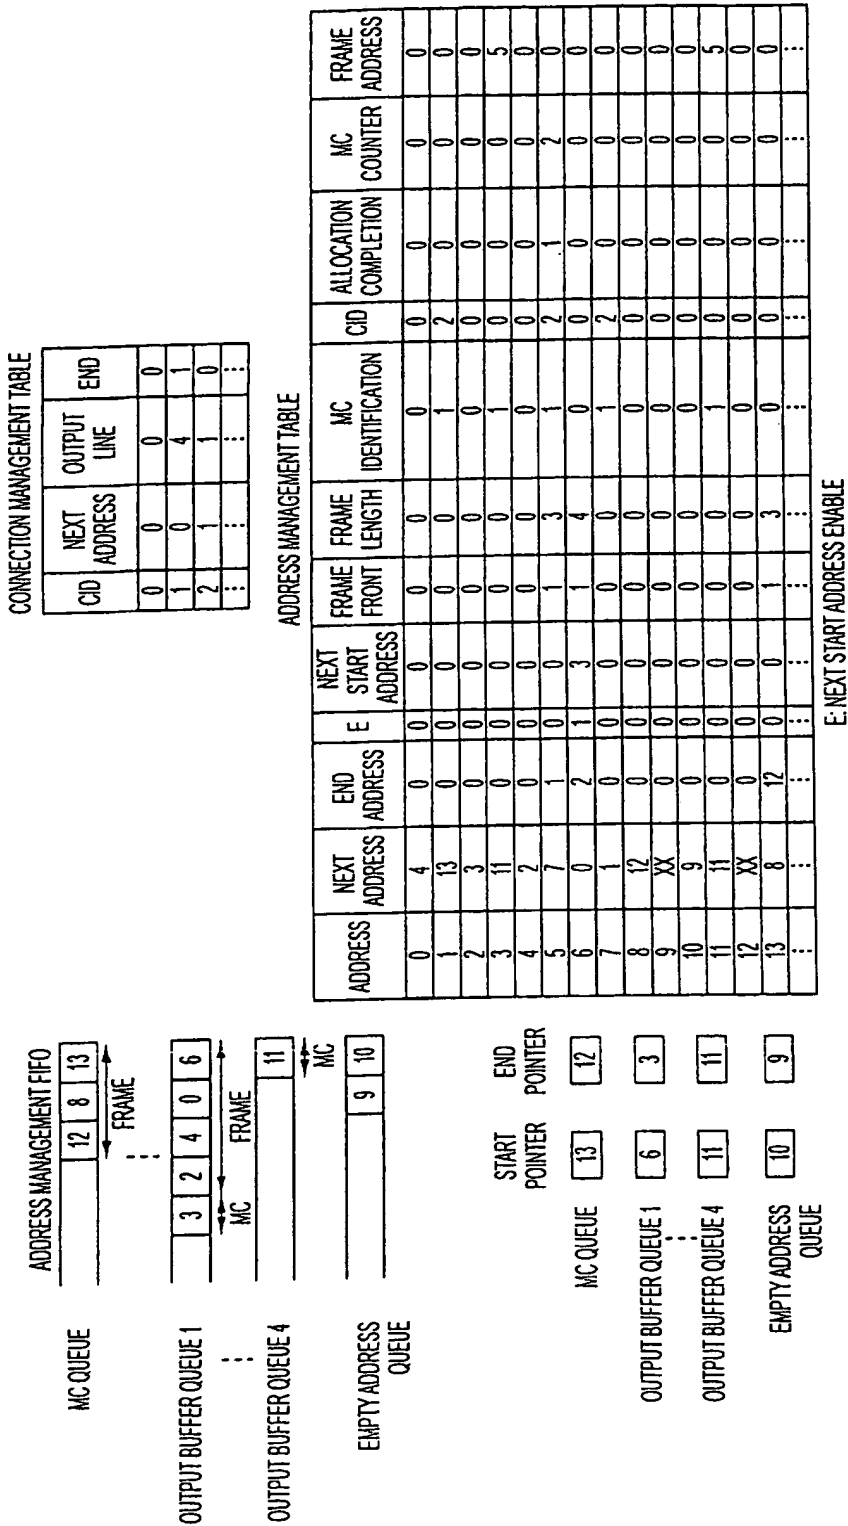 ADDRESS MANAGEMENT FIFO
MC QUEUE
12 8 13
FRAME
OUTPUT BUFFER QUEUE 1
3 2 4 0 6
MC FRAME
OUTPUT BUFFER QUEUE 4
11
MC
EMPTY ADDRESS QUEUE
9 10
START POINTER END POINTER
MC QUEUE 13 12
OUTPUT BUFFER QUEUE 1 6 3
OUTPUT BUFFER QUEUE 4 11 11
EMPTY ADDRESS QUEUE 10 9
CONNECTION MANAGEMENT TABLE
CID NEXT ADDRESS OUTPUT LINE END
0 0 0 0
1 0 4 1
2 1 1 0
ADDRESS MANAGEMENT TABLE
ADDRESS NEXT ADDRESS END ADDRESS E NEXT START ADDRESS FRAME FRONT FRAME LENGTH MC IDENTIFICATION CID ALLOCATION COMPLETION MC COUNTER FRAME ADDRESS
0 4 0 0 0 0 0 0 0 0 0 0
1 13 0 0 0 0 0 1 2 0 0 0
2 3 0 0 0 0 0 0 0 0 0 0
3 11 0 0 0 0 0 1 0 0 0 5
4 2 0 0 0 0 0 0 0 0 0 0
5 7 1 0 0 1 3 1 2 1 2 0
6 0 2 1 3 1 4 0 0 0 0 0
7 1 0 0 0 0 0 1 2 0 0 0
8 12 0 0 0 0 0 0 0 0 0 0
9 XX 0 0 0 0 0 0 0 0 0 0
10 9 0 0 0 0 0 0 0 0 0 0
11 11 0 0 0 0 0 1 0 0 0 5
12 XX 0 0 0 0 0 0 0 0 0 0
13 8 12 0 0 1 3 0 0 0 0 0
E: NEXT START ADDRESS ENABLE